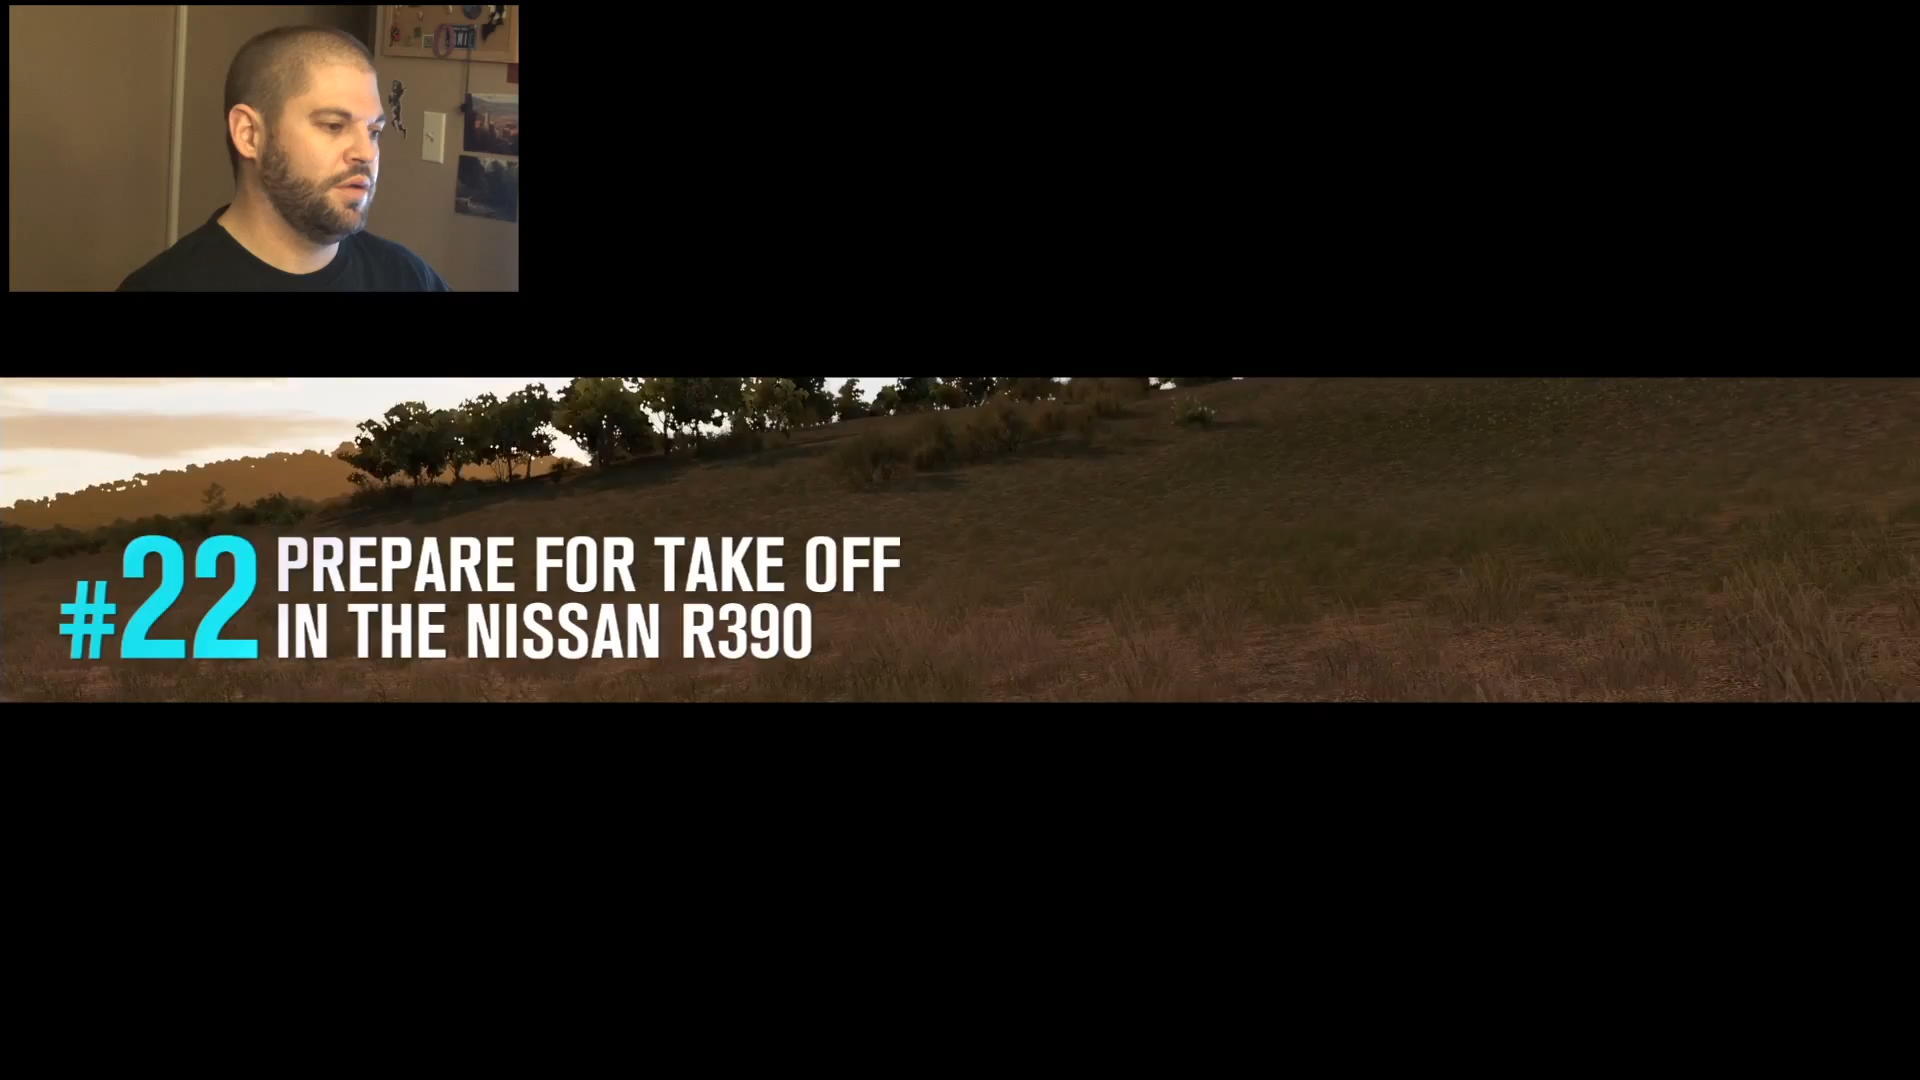 #22 PREPARE FOR TAKE OFF
IN THE NISSAN R390